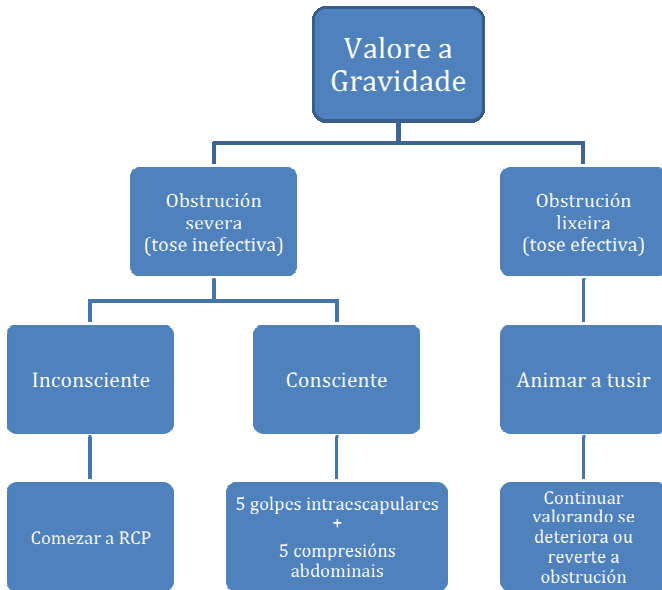 Valore a
Gravidade
Obstrución
severa
(tose inefectiva)
Obstrución
lixeira
(tose efectiva)
Inconsciente
Consciente
Animar a tusir
Comezar a RCP
5 golpes intraescapulares
+
5 compresións
abdominais
Continuar
valorando se
deteriora ou
reverte a
obstrución